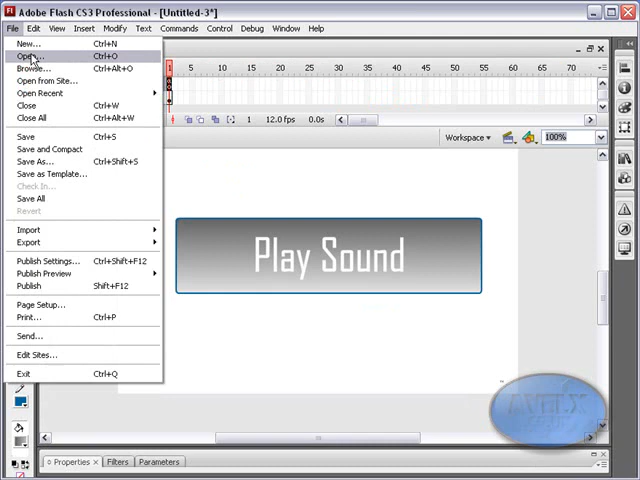 Adobe Flash CS3 Professional - [Untitled-3*]
File Edit View Insert Modify Text Commands Control Debug Window Help
New... Ctrl+N
Open... Ctrl+O
Browse... Ctrl+Alt+O
Open from Site...
Open Recent
Close Ctrl+W
Close All Ctrl+Alt+W
Save Ctrl+S
Save and Compact
Save As... Ctrl+Shift+S
Save as Template...
Check In...
Save All
Revert
Import
Export
Publish Settings... Ctrl+Shift+F12
Publish Preview
Publish Shift+F12
Page Setup...
Print... Ctrl+P
Send...
Edit Sites...
Exit Ctrl+Q
1 5 10 15 20 25 30 35 40 45 50 55 60 65 70
1 12.0 fps 0.0s
Workspace 100%
Play Sound
Properties × Filters Parameters